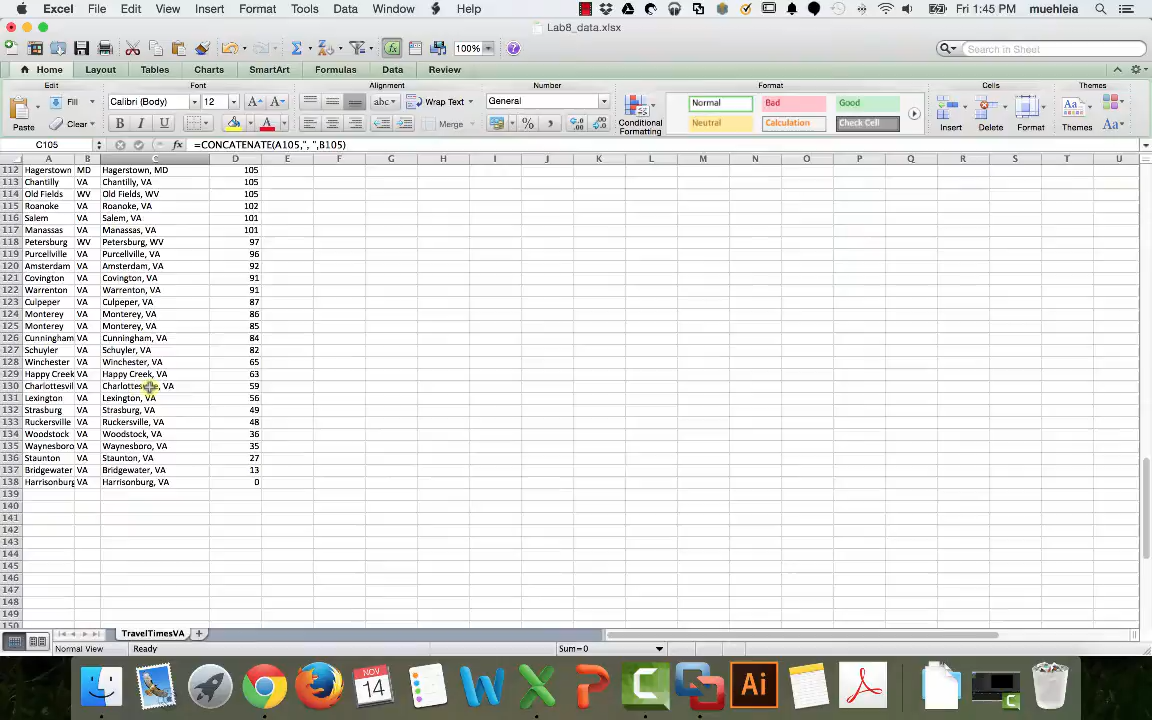 Excel File Edit View Insert Format Tools Data Window Help Fri 1:45 PM muehleia
Lab8_data.xlsx
100% Search in Sheet
Home Layout Tables Charts SmartArt Formulas Data Review
Edit Font Alignment Number Format Cells Themes
Paste Fill Clear Calibri (Body) 12 A A abc Wrap Text General Normal Bad Good
B I U A Merge % Neutral Calculation Check Cell
Conditional Formatting Insert Delete Format Themes Aa
C105 fx =CONCATENATE(A105,", ",B105)
A B C D E F G H I J K L M N O P Q R S T U
112 Hagerstown MD Hagerstown, MD 105
113 Chantilly VA Chantilly, VA 105
114 Old Fields WV Old Fields, WV 105
115 Roanoke VA Roanoke, VA 102
116 Salem VA Salem, VA 101
117 Manassas VA Manassas, VA 101
118 Petersburg WV Petersburg, WV 97
119 Purcellville VA Purcellville, VA 96
120 Amsterdam VA Amsterdam, VA 92
121 Covington VA Covington, VA 91
122 Warrenton VA Warrenton, VA 91
123 Culpeper VA Culpeper, VA 87
124 Monterey VA Monterey, VA 86
125 Monterey VA Monterey, VA 85
126 Cunningham VA Cunningham, VA 84
127 Schuyler VA Schuyler, VA 82
128 Winchester VA Winchester, VA 65
129 Happy Creek VA Happy Creek, VA 63
130 Charlottesvil VA Charlottesville, VA 59
131 Lexington VA Lexington, VA 56
132 Strasburg VA Strasburg, VA 49
133 Ruckersville VA Ruckersville, VA 48
134 Woodstock VA Woodstock, VA 36
135 Waynesboro VA Waynesboro, VA 35
136 Staunton VA Staunton, VA 27
137 Bridgewater VA Bridgewater, VA 13
138 Harrisonburg VA Harrisonburg, VA 0
139
140
141
142
143
144
145
146
147
148
149
150
TravelTimesVA
Normal View Ready Sum=0
NOV 14 Ai